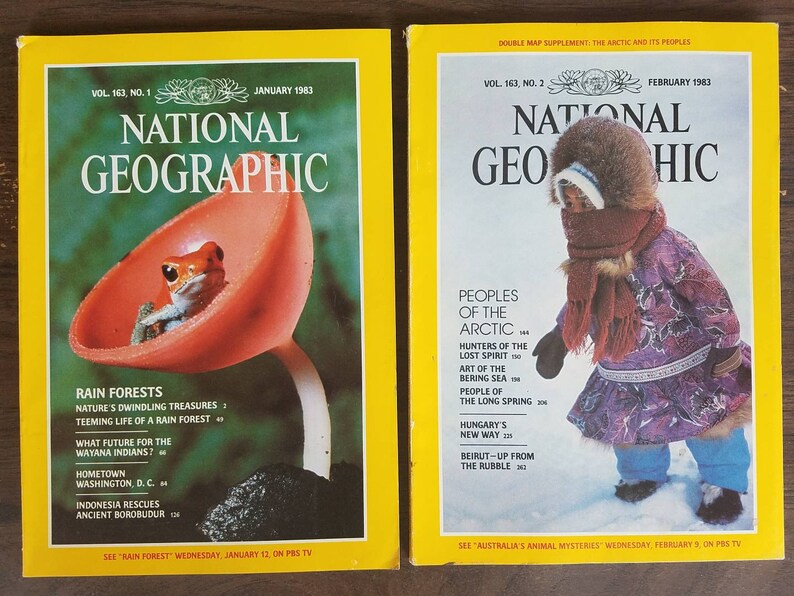 VOL. 163, NO. 1
JANUARY 1983
NATIONAL
GEOGRAPHIC
RAIN FORESTS
NATURE'S DWINDLING TREASURES 2
TEEMING LIFE OF A RAIN FOREST 49
WHAT FUTURE FOR THE
WAYANA INDIANS? 66
HOMETOWN
WASHINGTON, D. C. 84
INDONESIA RESCUES
ANCIENT BOROBUDUR 126
SEE "RAIN FOREST" WEDNESDAY, JANUARY 12, ON PBS TV
DOUBLE MAP SUPPLEMENT: THE ARCTIC AND ITS PEOPLES
VOL. 163, NO. 2
FEBRUARY 1983
NATIONAL
GEO HIC
PEOPLES
OF THE
ARCTIC 144
HUNTERS OF THE
LOST SPIRIT 150
ART OF THE
BERING SEA 198
PEOPLE OF
THE LONG SPRING 206
HUNGARY'S
NEW WAY 225
BEIRUT—UP FROM
THE RUBBLE 262
SEE "AUSTRALIA'S ANIMAL MYSTERIES" WEDNESDAY, FEBRUARY 9, ON PBS TV